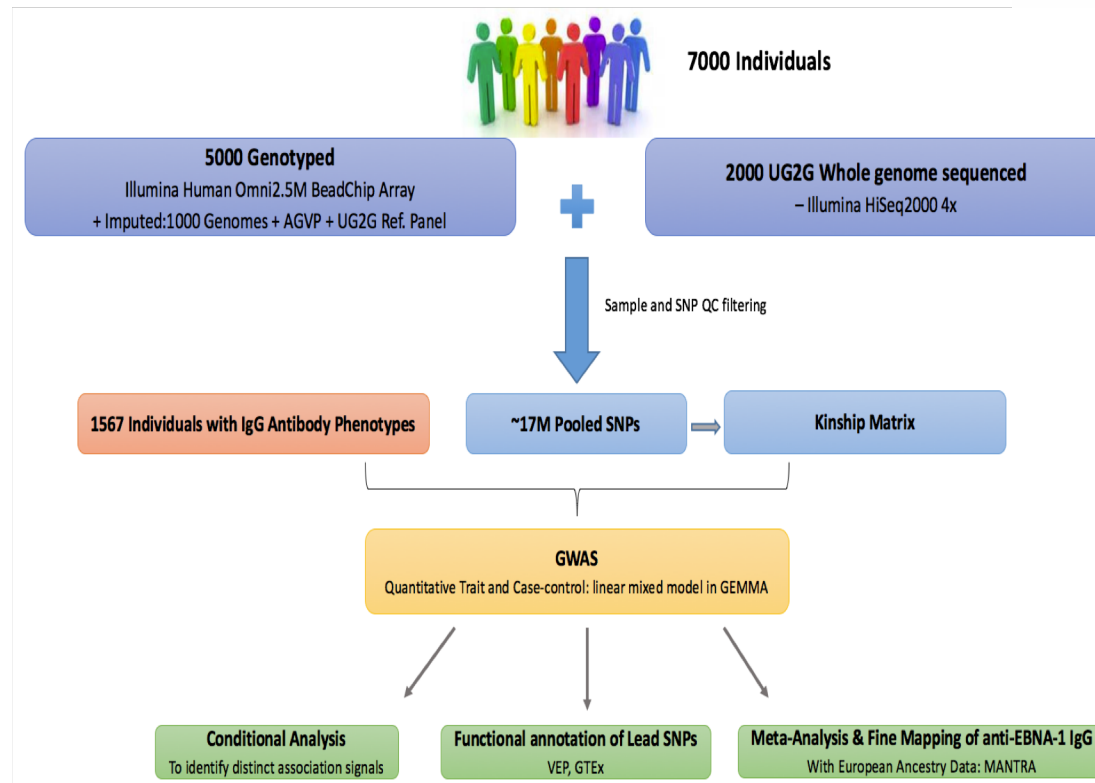 7000 Individuals
5000 Genotyped
Illumina Human Omni2.5M BeadChip Array
+ Imputed:1000 Genomes + AGVP + UG2G Ref. Panel
2000 UG2G Whole genome sequenced
– Illumina HiSeq2000 4x
Sample and SNP QC filtering
1567 Individuals with IgG Antibody Phenotypes
~17M Pooled SNPs
Kinship Matrix
GWAS
Quantitative Trait and Case-control: linear mixed model in GEMMA
Conditional Analysis
To identify distinct association signals
Functional annotation of Lead SNPs
VEP, GTEx
Meta-Analysis & Fine Mapping of anti-EBNA-1 IgG
With European Ancestry Data: MANTRA